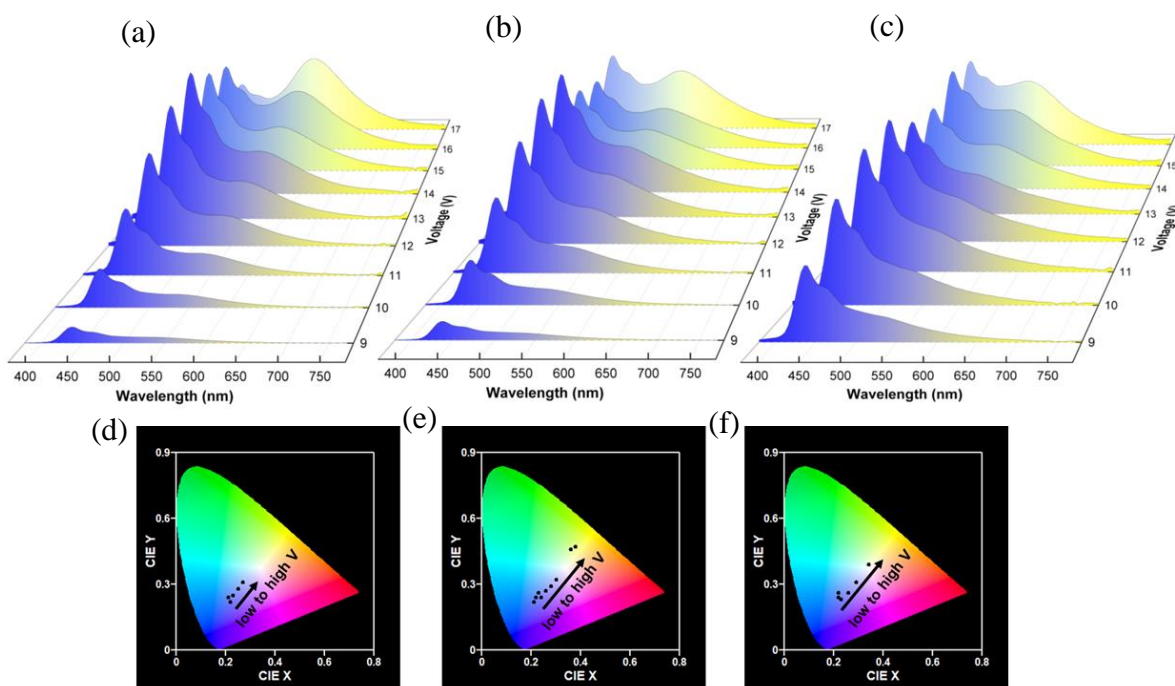 (a)
(b)
(c)
17
16
15
14
13
12
11
10
9
Voltage (V)
400 450 500 550 600 650 700 750
Wavelength (nm)
17
16
15
14
13
12
11
10
9
Voltage (V)
400 450 500 550 600 650 700 750
Wavelength (nm)
16
15
14
13
12
11
10
9
Voltage (V)
400 450 500 550 600 650 700 750
Wavelength (nm)
(d)
(e)
(f)
0.9
0.6
0.3
0
CIE Y
low to high V
0 0.2 0.4 0.6 0.8
CIE X
0.9
0.6
0.3
0
CIE Y
low to high V
0 0.2 0.4 0.6 0.8
CIE X
0.9
0.6
0.3
0
CIE Y
low to high V
0 0.2 0.4 0.6 0.8
CIE X